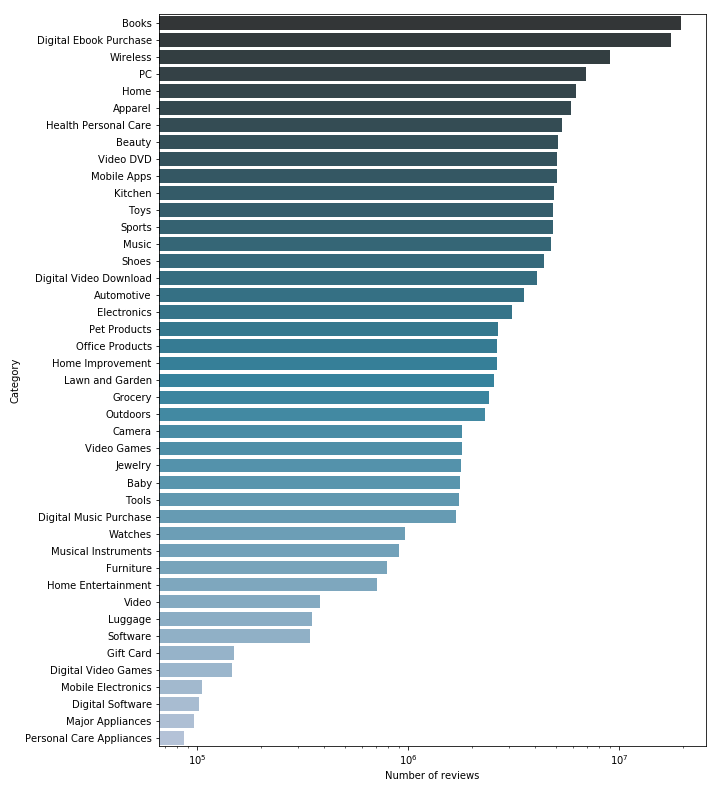 Books
Digital Ebook Purchase
Wireless
PC
Home
Apparel
Health Personal Care
Beauty
Video DVD
Mobile Apps
Kitchen
Toys
Sports
Music
Shoes
Digital Video Download
Automotive
Electronics
Pet Products
Office Products
Home Improvement
Lawn and Garden
Grocery
Outdoors
Camera
Video Games
Jewelry
Baby
Tools
Digital Music Purchase
Watches
Musical Instruments
Furniture
Home Entertainment
Video
Luggage
Software
Gift Card
Digital Video Games
Mobile Electronics
Digital Software
Major Appliances
Personal Care Appliances
Category
10⁵ 10⁶ 10⁷
Number of reviews